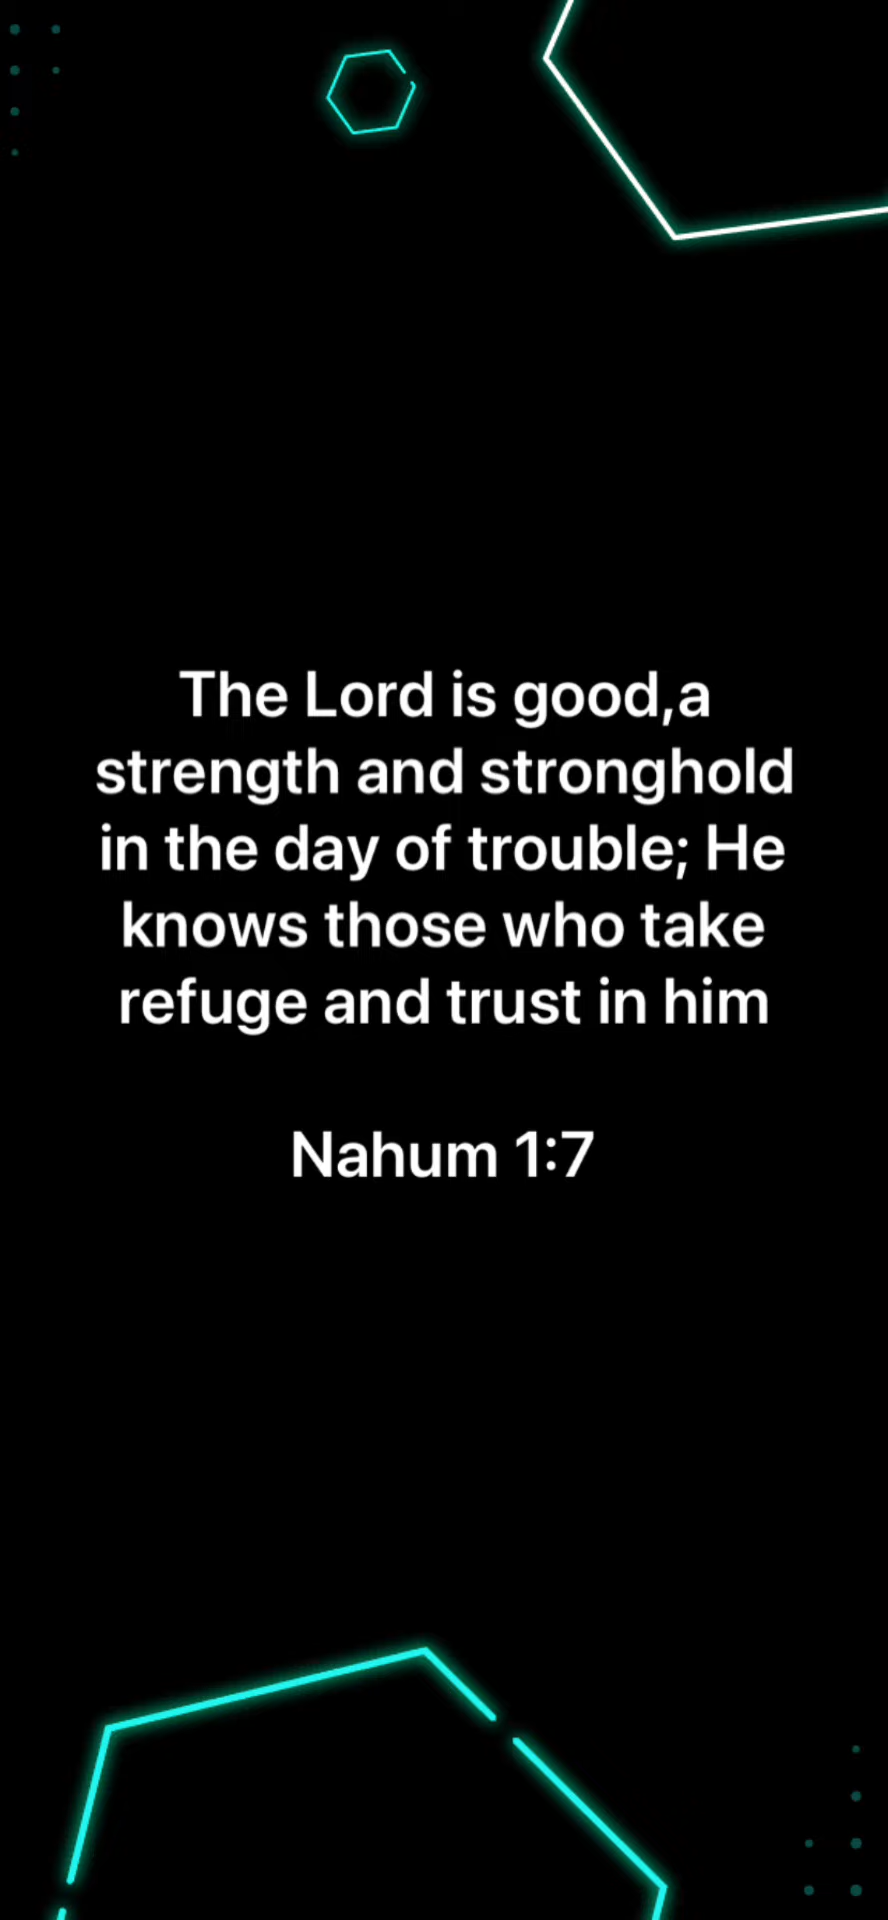 The Lord is good,a
strength and stronghold
in the day of trouble; He
knows those who take
refuge and trust in him
Nahum 1:7